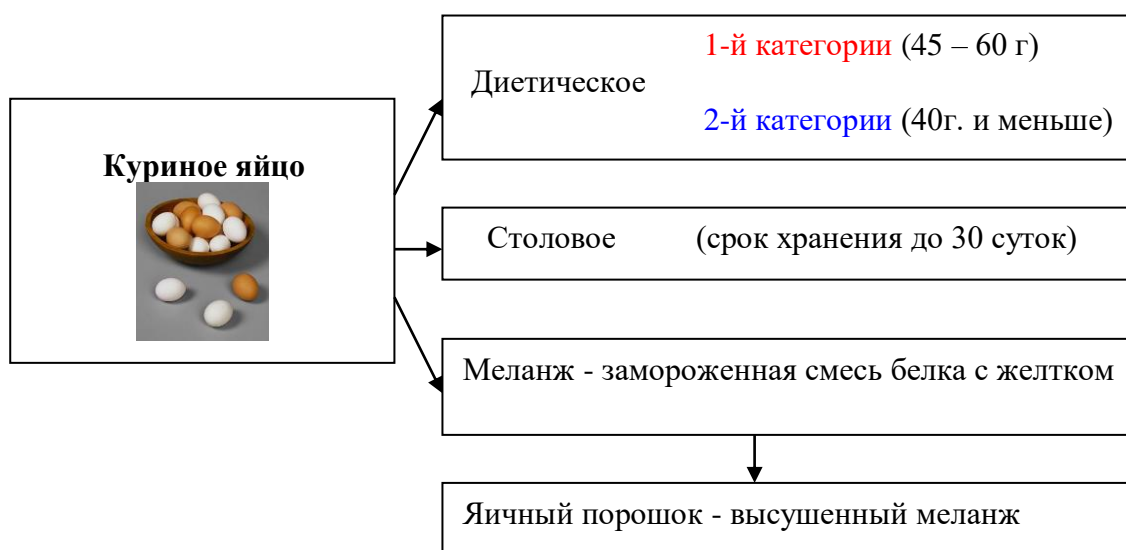 Куриное яйцо
Диетическое
1-й категории (45 – 60 г)
2-й категории (40г. и меньше)
Столовое (срок хранения до 30 суток)
Меланж - замороженная смесь белка с желтком
Яичный порошок - высушенный меланж